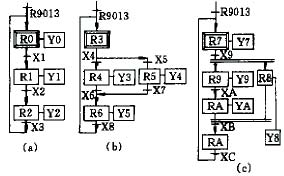 R9013
R0 Y0
X1
R1 Y1
X2
R2 Y2
X3
(a)
R9013
R3
X4 X5
R4 Y3 R5 Y4
X6 X7
R6 Y5
X8
(b)
R9013
R7 Y7
X9
R9 Y9 R8
XA
RA YA
XB
RA Y8
XC
(c)